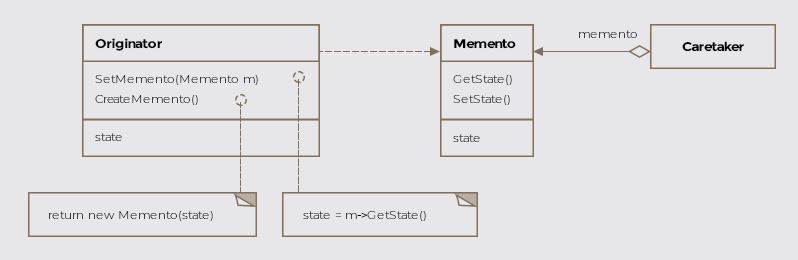 memento
Originator
Memento
Caretaker
SetMemento(Memento m)
CreateMemento()
GetState()
SetState()
state
state
return new Memento(state)
state = m->GetState()